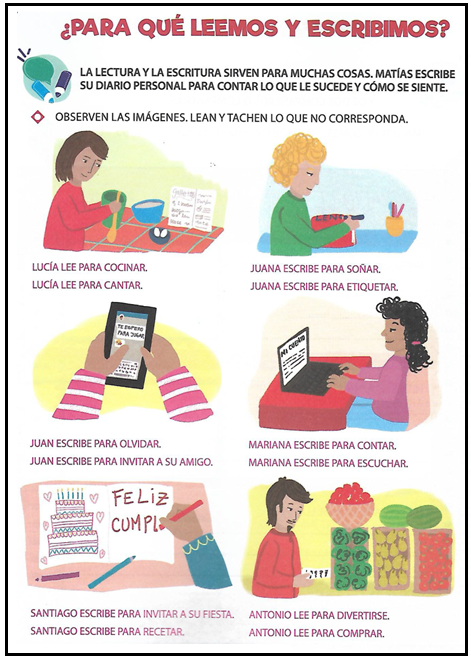 ¿PARA QUÉ LEEMOS Y ESCRIBIMOS?
LA LECTURA Y LA ESCRITURA SIRVEN PARA MUCHAS COSAS. MATÍAS ESCRIBE
SU DIARIO PERSONAL PARA CONTAR LO QUE LE SUCEDE Y CÓMO SE SIENTE.
OBSERVEN LAS IMÁGENES. LEAN Y TACHEN LO QUE NO CORRESPONDA.
LUCÍA LEE PARA COCINAR.
LUCÍA LEE PARA CANTAR.
JUANA ESCRIBE PARA SOÑAR.
JUANA ESCRIBE PARA ETIQUETAR.
TE ESPERO
PARA JUGAR
MI CUENTO
JUAN ESCRIBE PARA OLVIDAR.
JUAN ESCRIBE PARA INVITAR A SU AMIGO.
MARIANA ESCRIBE PARA CONTAR.
MARIANA ESCRIBE PARA ESCUCHAR.
FELIZ
CUMPL
SANTIAGO ESCRIBE PARA INVITAR A SU FIESTA.
SANTIAGO ESCRIBE PARA RECETAR.
ANTONIO LEE PARA DIVERTIRSE.
ANTONIO LEE PARA COMPRAR.